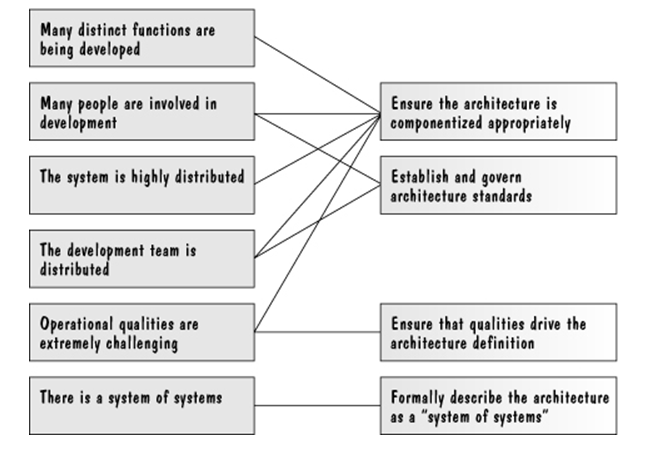 Many distinct functions are
being developed
Many people are involved in
development
The system is highly distributed
The development team is
distributed
Operational qualities are
extremely challenging
There is a system of systems
Ensure the architecture is
componentized appropriately
Establish and govern
architecture standards
Ensure that qualities drive the
architecture definition
Formally describe the architecture
as a “system of systems”